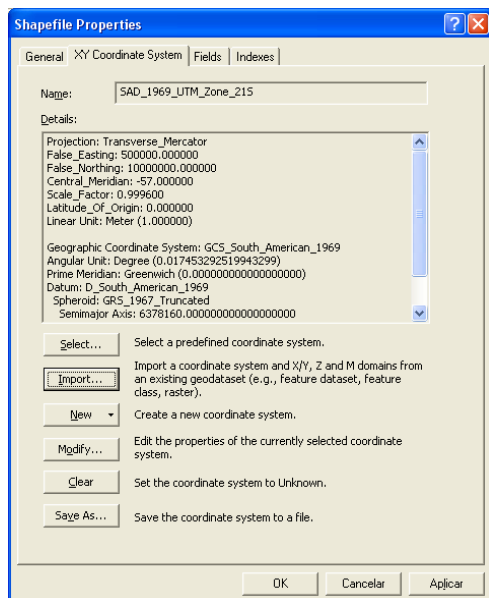 Shapefile Properties
General XY Coordinate System Fields Indexes
Name: SAD_1969_UTM_Zone_21S
Details:
Projection: Transverse_Mercator
False_Easting: 500000.000000
False_Northing: 10000000.000000
Central_Meridian: -57.000000
Scale_Factor: 0.999600
Latitude_Of_Origin: 0.000000
Linear Unit: Meter (1.000000)
Geographic Coordinate System: GCS_South_American_1969
Angular Unit: Degree (0.017453292519943299)
Prime Meridian: Greenwich (0.000000000000000000)
Datum: D_South_American_1969
Spheroid: GRS_1967_Truncated
Semimajor Axis: 6378160.000000000000000000
Select... Select a predefined coordinate system.
Import... Import a coordinate system and X/Y, Z and M domains from
an existing geodataset (e.g., feature dataset, feature
class, raster).
New Create a new coordinate system.
Modify... Edit the properties of the currently selected coordinate
system.
Clear Set the coordinate system to Unknown.
Save As... Save the coordinate system to a file.
OK Cancelar Aplicar